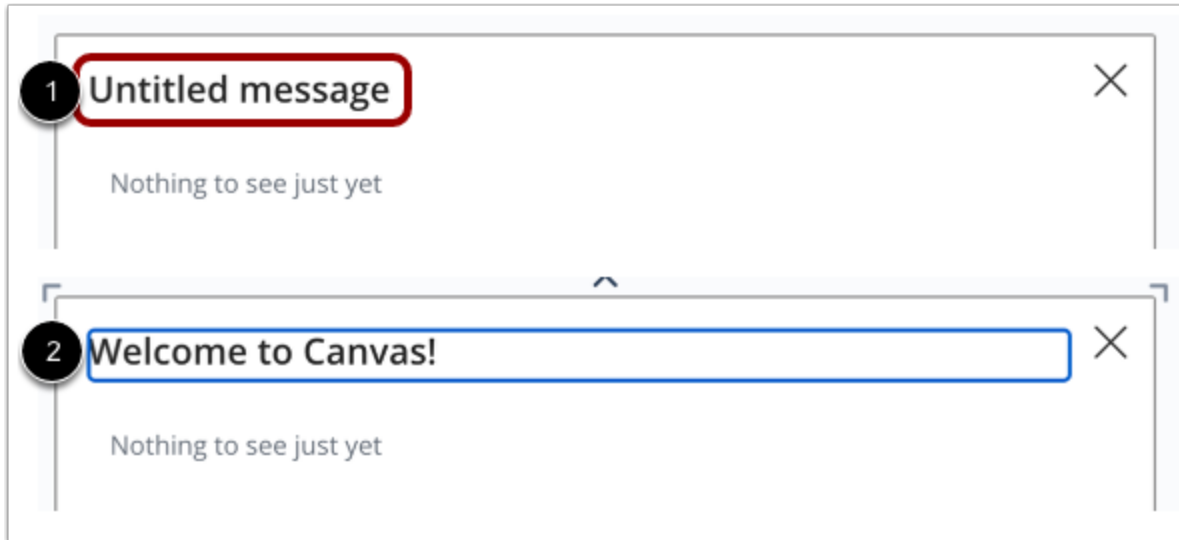 1 Untitled message
Nothing to see just yet
2 Welcome to Canvas!
Nothing to see just yet